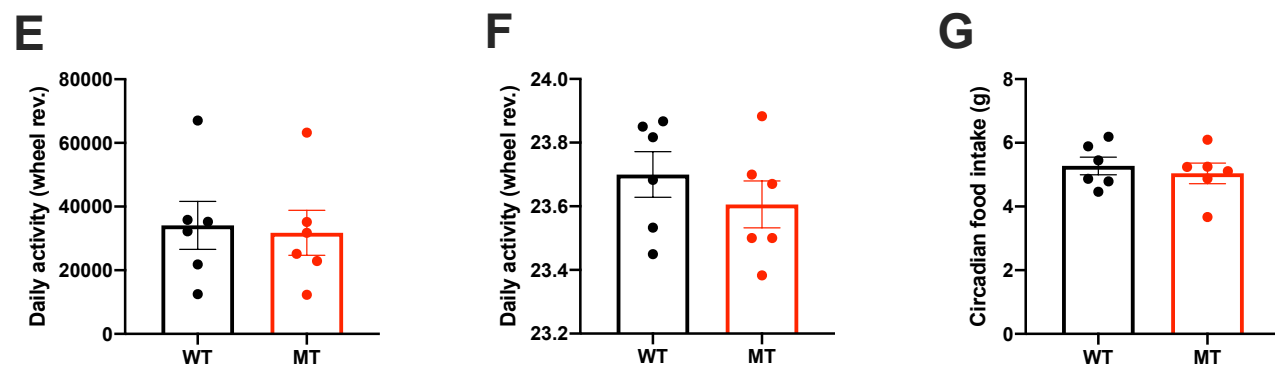 E
Daily activity (wheel rev.)
80000
60000
40000
20000
0
WT MT
F
Daily activity (wheel rev.)
24.0
23.8
23.6
23.4
23.2
WT MT
G
Circadian food intake (g)
8
6
4
2
0
WT MT